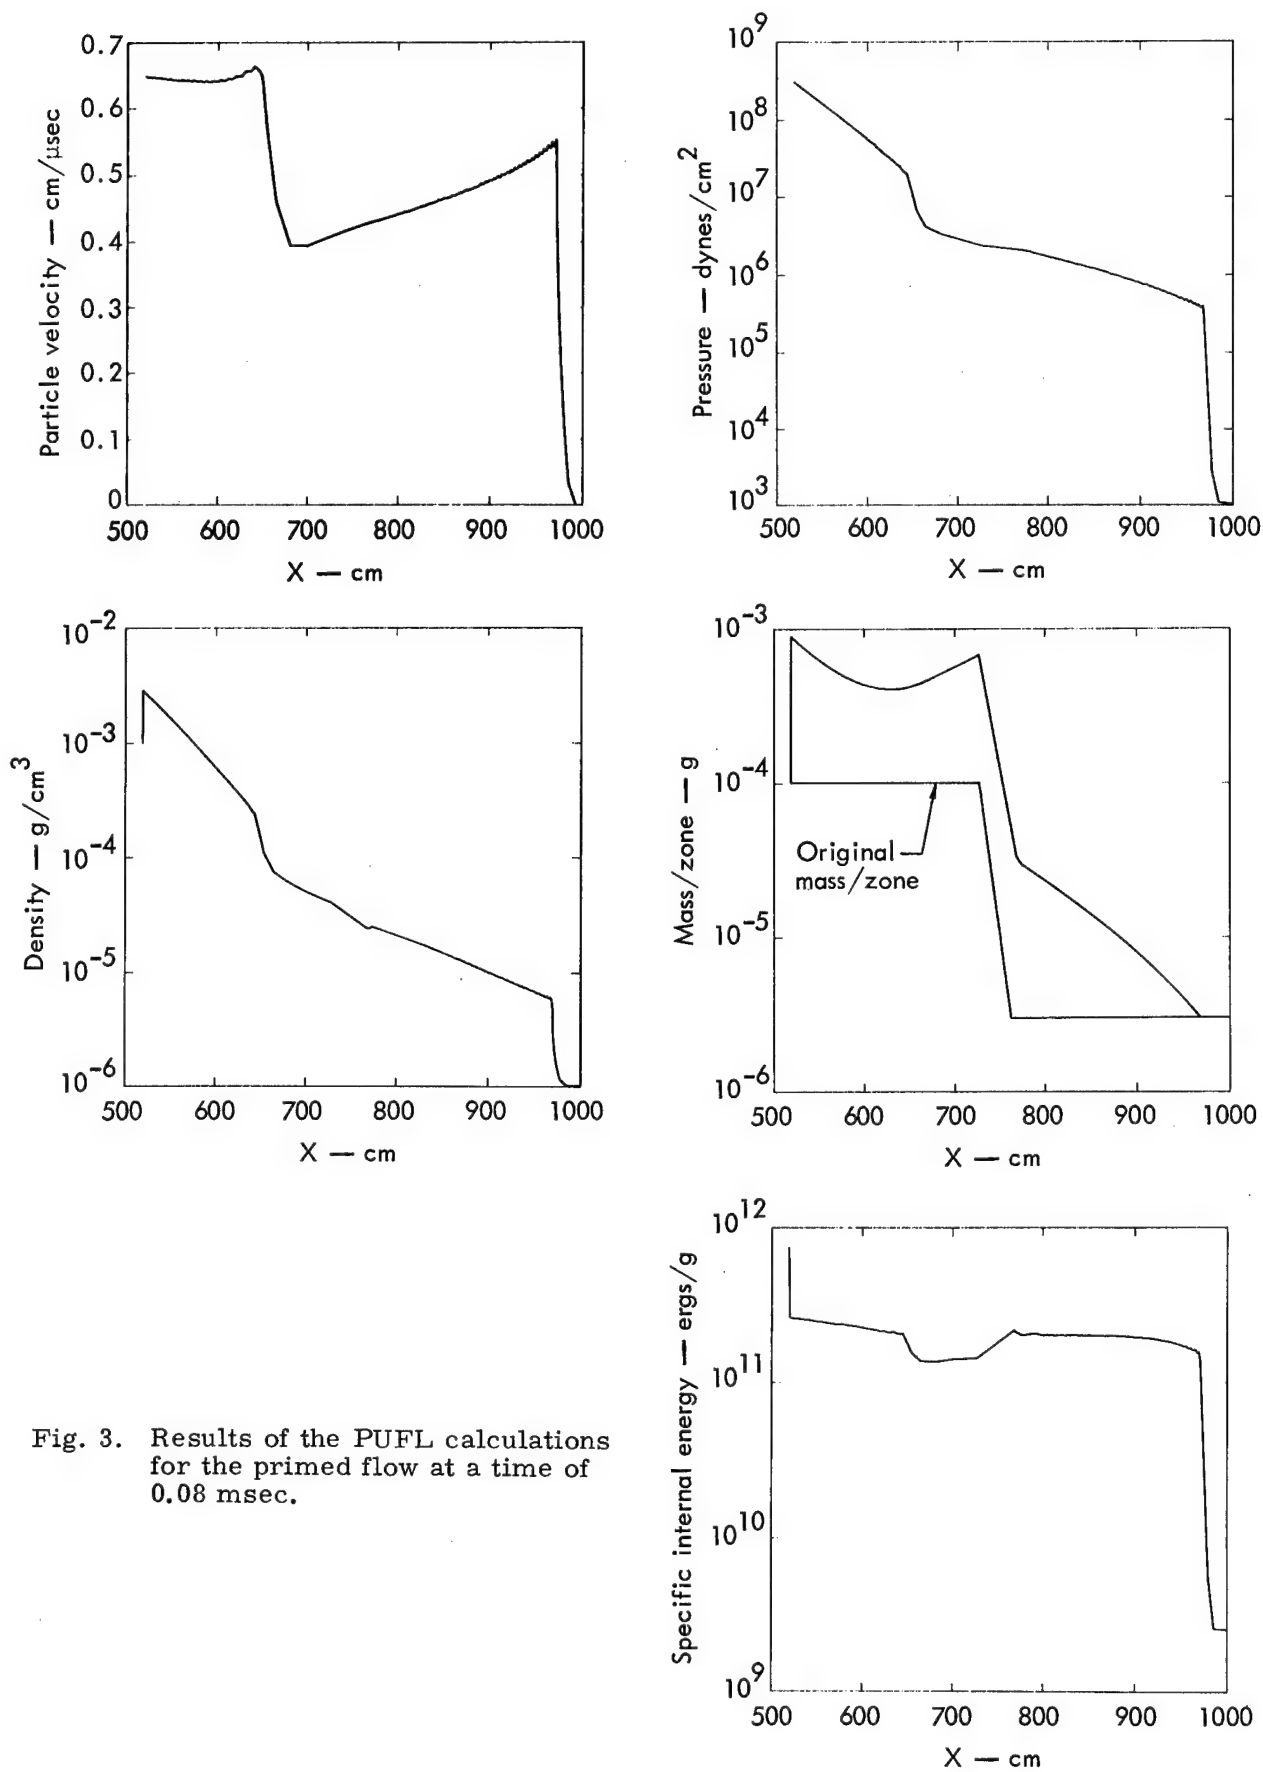 0.7
0.6
0.5
0.4
0.3
0.2
0.1
0
Particle velocity — cm/μsec
500 600 700 800 900 1000
X — cm
10^9
10^8
10^7
10^6
10^5
10^4
10^3
Pressure — dynes/cm^2
500 600 700 800 900 1000
X — cm
10^-2
10^-3
10^-4
10^-5
10^-6
Density — g/cm^3
500 600 700 800 900 1000
X — cm
10^-3
10^-4
10^-5
10^-6
Mass/zone — g
Original
mass/zone
500 600 700 800 900 1000
X — cm
10^12
10^11
10^10
10^9
Specific internal energy — ergs/g
500 600 700 800 900 1000
X — cm
Fig. 3. Results of the PUFL calculations
for the primed flow at a time of
0.08 msec.